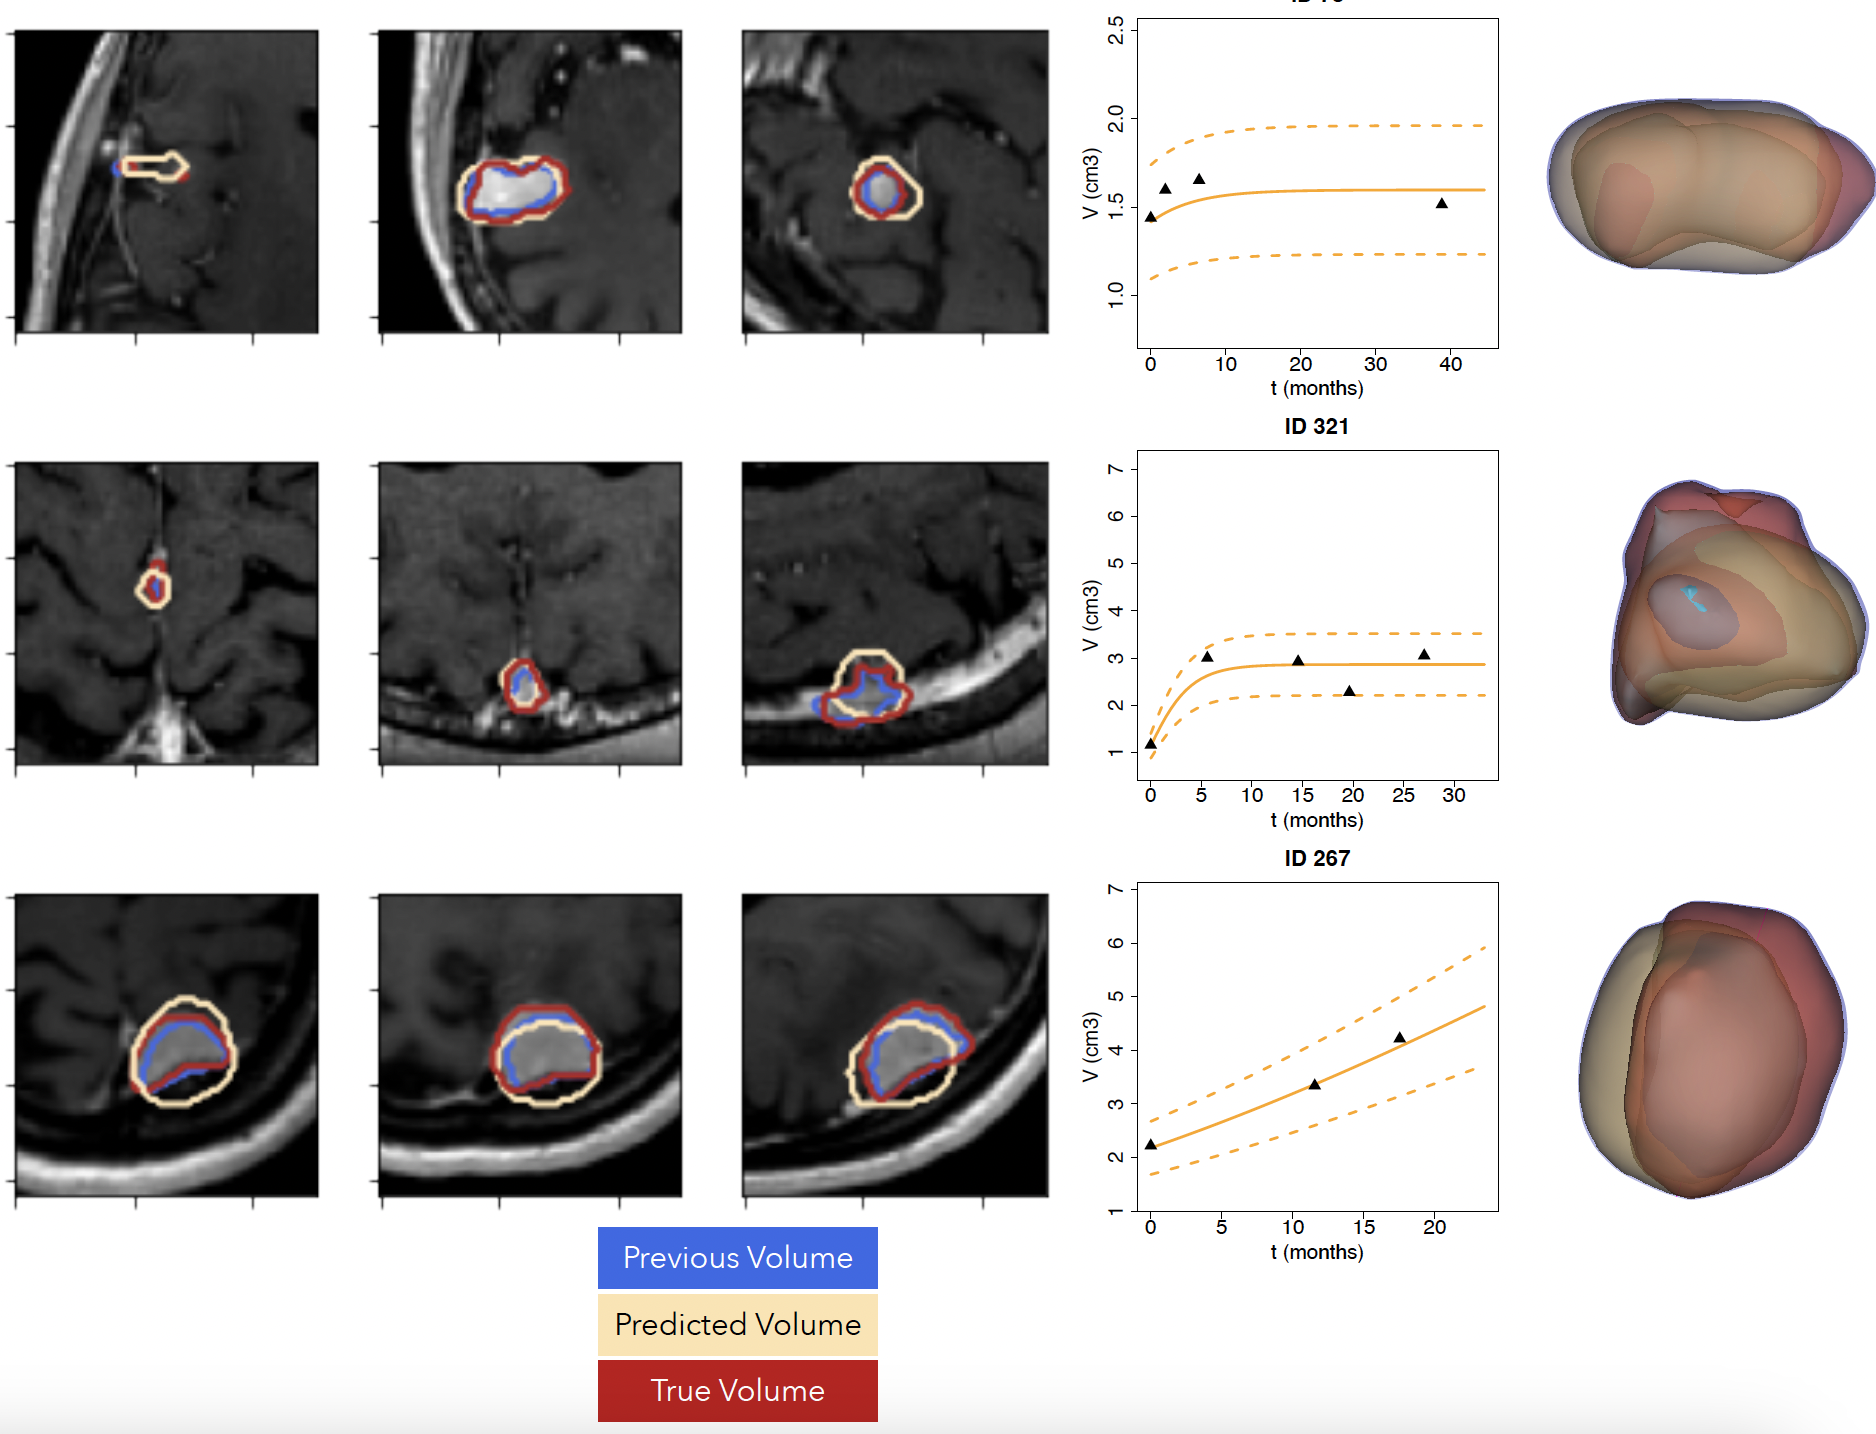 2.5
2.0
1.5
1.0
V (cm3)
0 10 20 30 40
t (months)
ID 321
7
6
5
4
3
2
1
V (cm3)
0 5 10 15 20 25 30
t (months)
ID 267
7
6
5
4
3
2
1
V (cm3)
0 5 10 15 20
t (months)
Previous Volume
Predicted Volume
True Volume